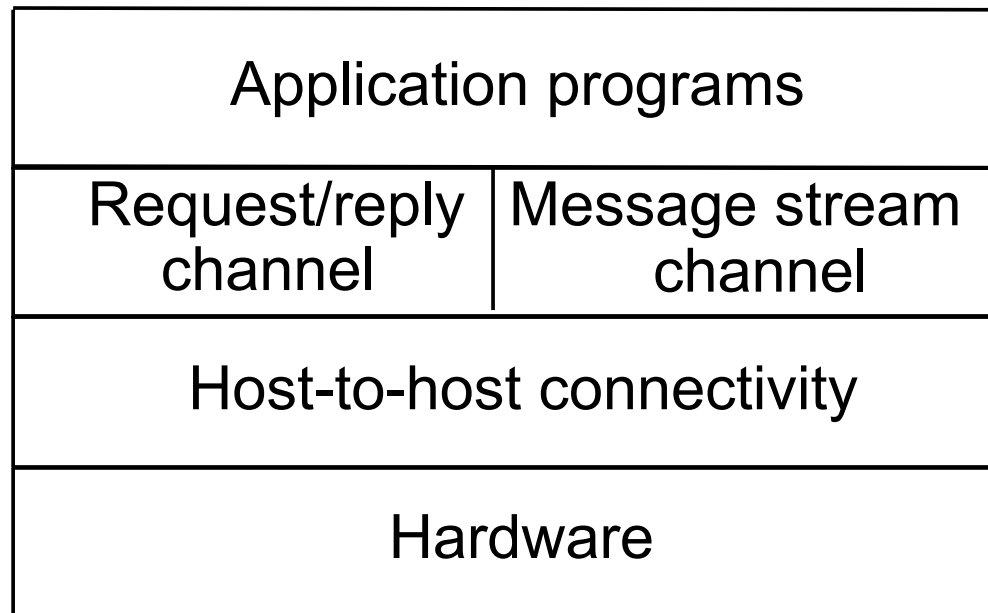 Application programs
Request/reply
channel
Message stream
channel
Host-to-host connectivity
Hardware